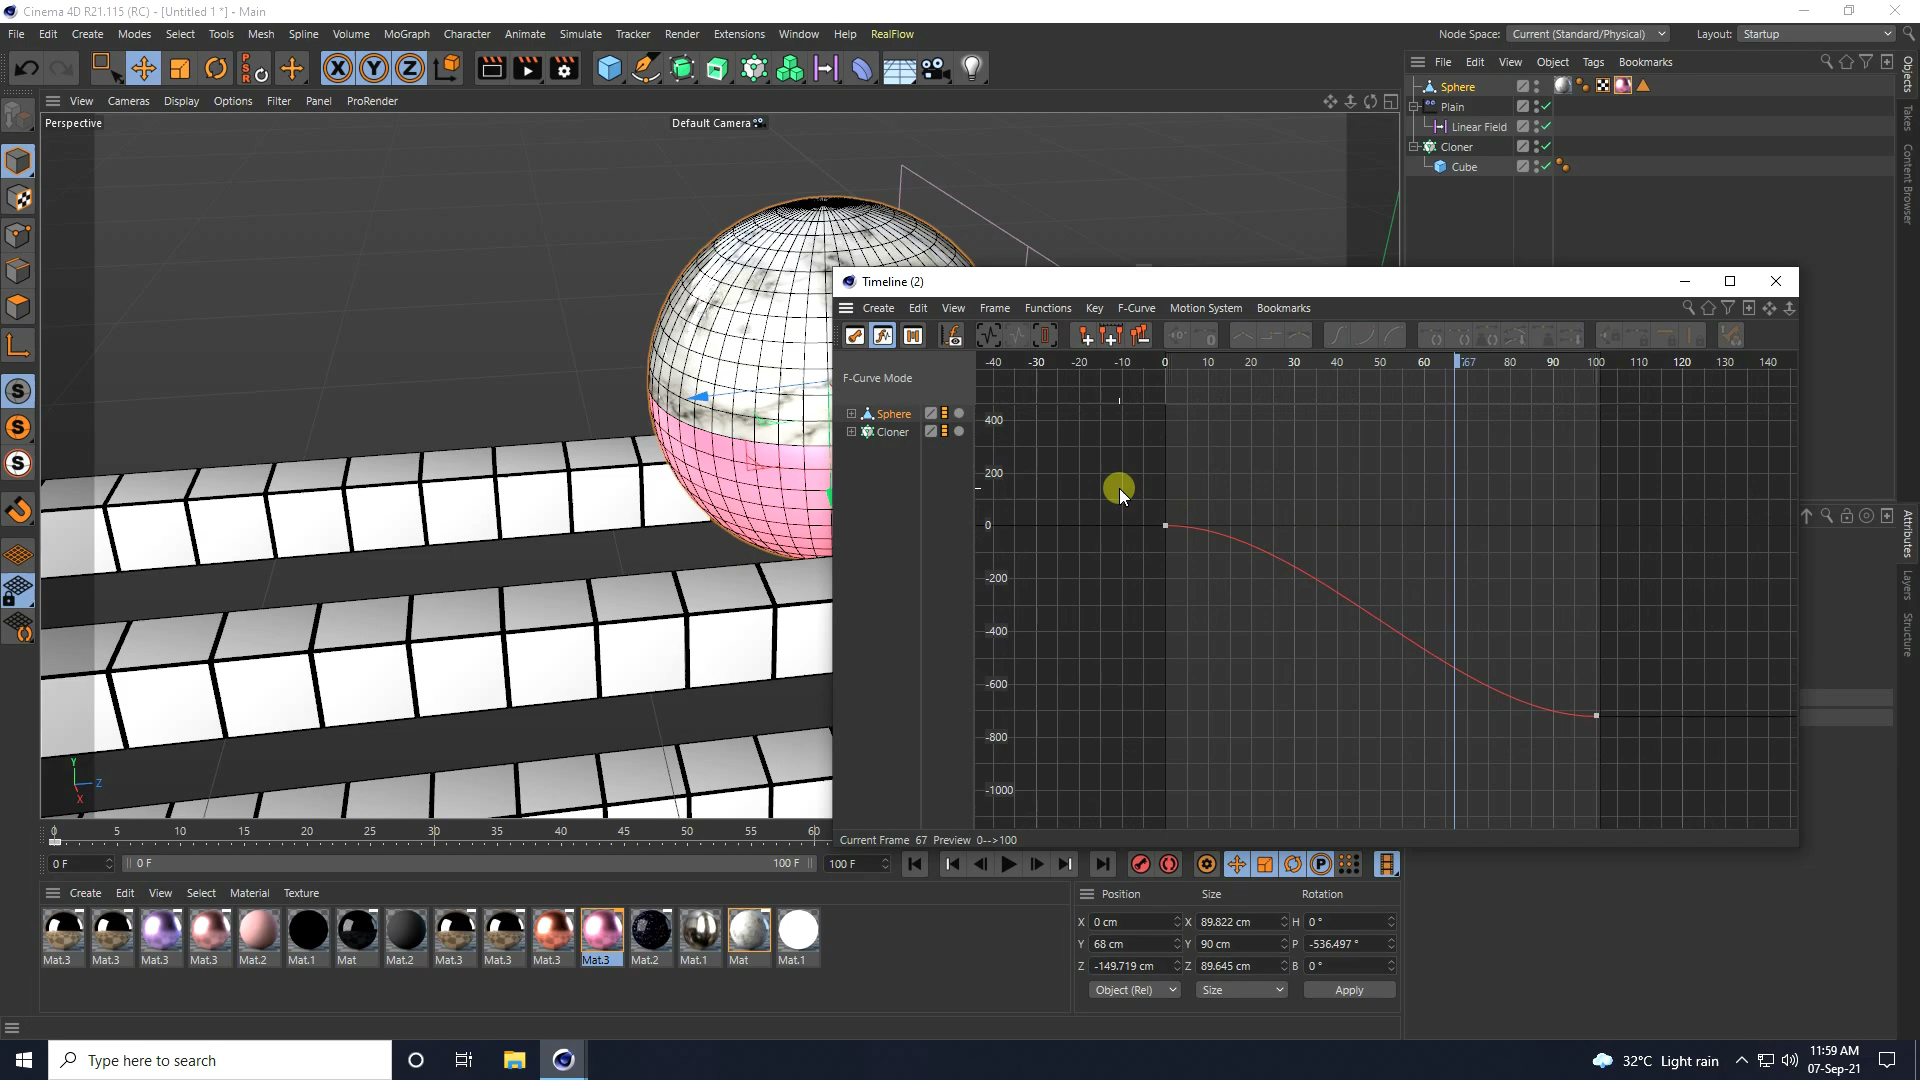 Cinema 4D R21.115 (RC) - [Untitled 1 *] - Main
File Edit Create Modes Select Tools Mesh Spline Volume MoGraph Character Animate Simulate Tracker Render Extensions Window Help RealFlow
Node Space: Current (Standard/Physical) Layout: Startup
View Cameras Display Options Filter Panel ProRender
File Edit View Object Tags Bookmarks
Perspective
Default Camera
Sphere
Plain
Linear Field
Cloner
Cube
Objects
Takes
Content Browser
Attributes
Layers
Structure
Timeline (2)
Create Edit View Frame Functions Key F-Curve Motion System Bookmarks
-40 -30 -20 -10 0 10 20 30 40 50 60 67 80 90 100 110 120 130 140
F-Curve Mode
Sphere
Cloner
400
200
0
-200
-400
-600
-800
-1000
Current Frame 67 Preview 0-->100
Y
Z
X
0 5 10 15 20 25 30 35 40 45 50 55 60
0 F 0 F 100 F 100 F
Create Edit View Select Material Texture
Mat.3 Mat.3 Mat.3 Mat.3 Mat.2 Mat.1 Mat Mat.2 Mat.3 Mat.3 Mat.3 Mat.3 Mat.2 Mat.1 Mat Mat.1
Position Size Rotation
X 0 cm X 89.822 cm H 0 °
Y 68 cm Y 90 cm P -536.497 °
Z -149.719 cm Z 89.645 cm B 0 °
Object (Rel) Size Apply
Type here to search
32°C Light rain
11:59 AM
07-Sep-21